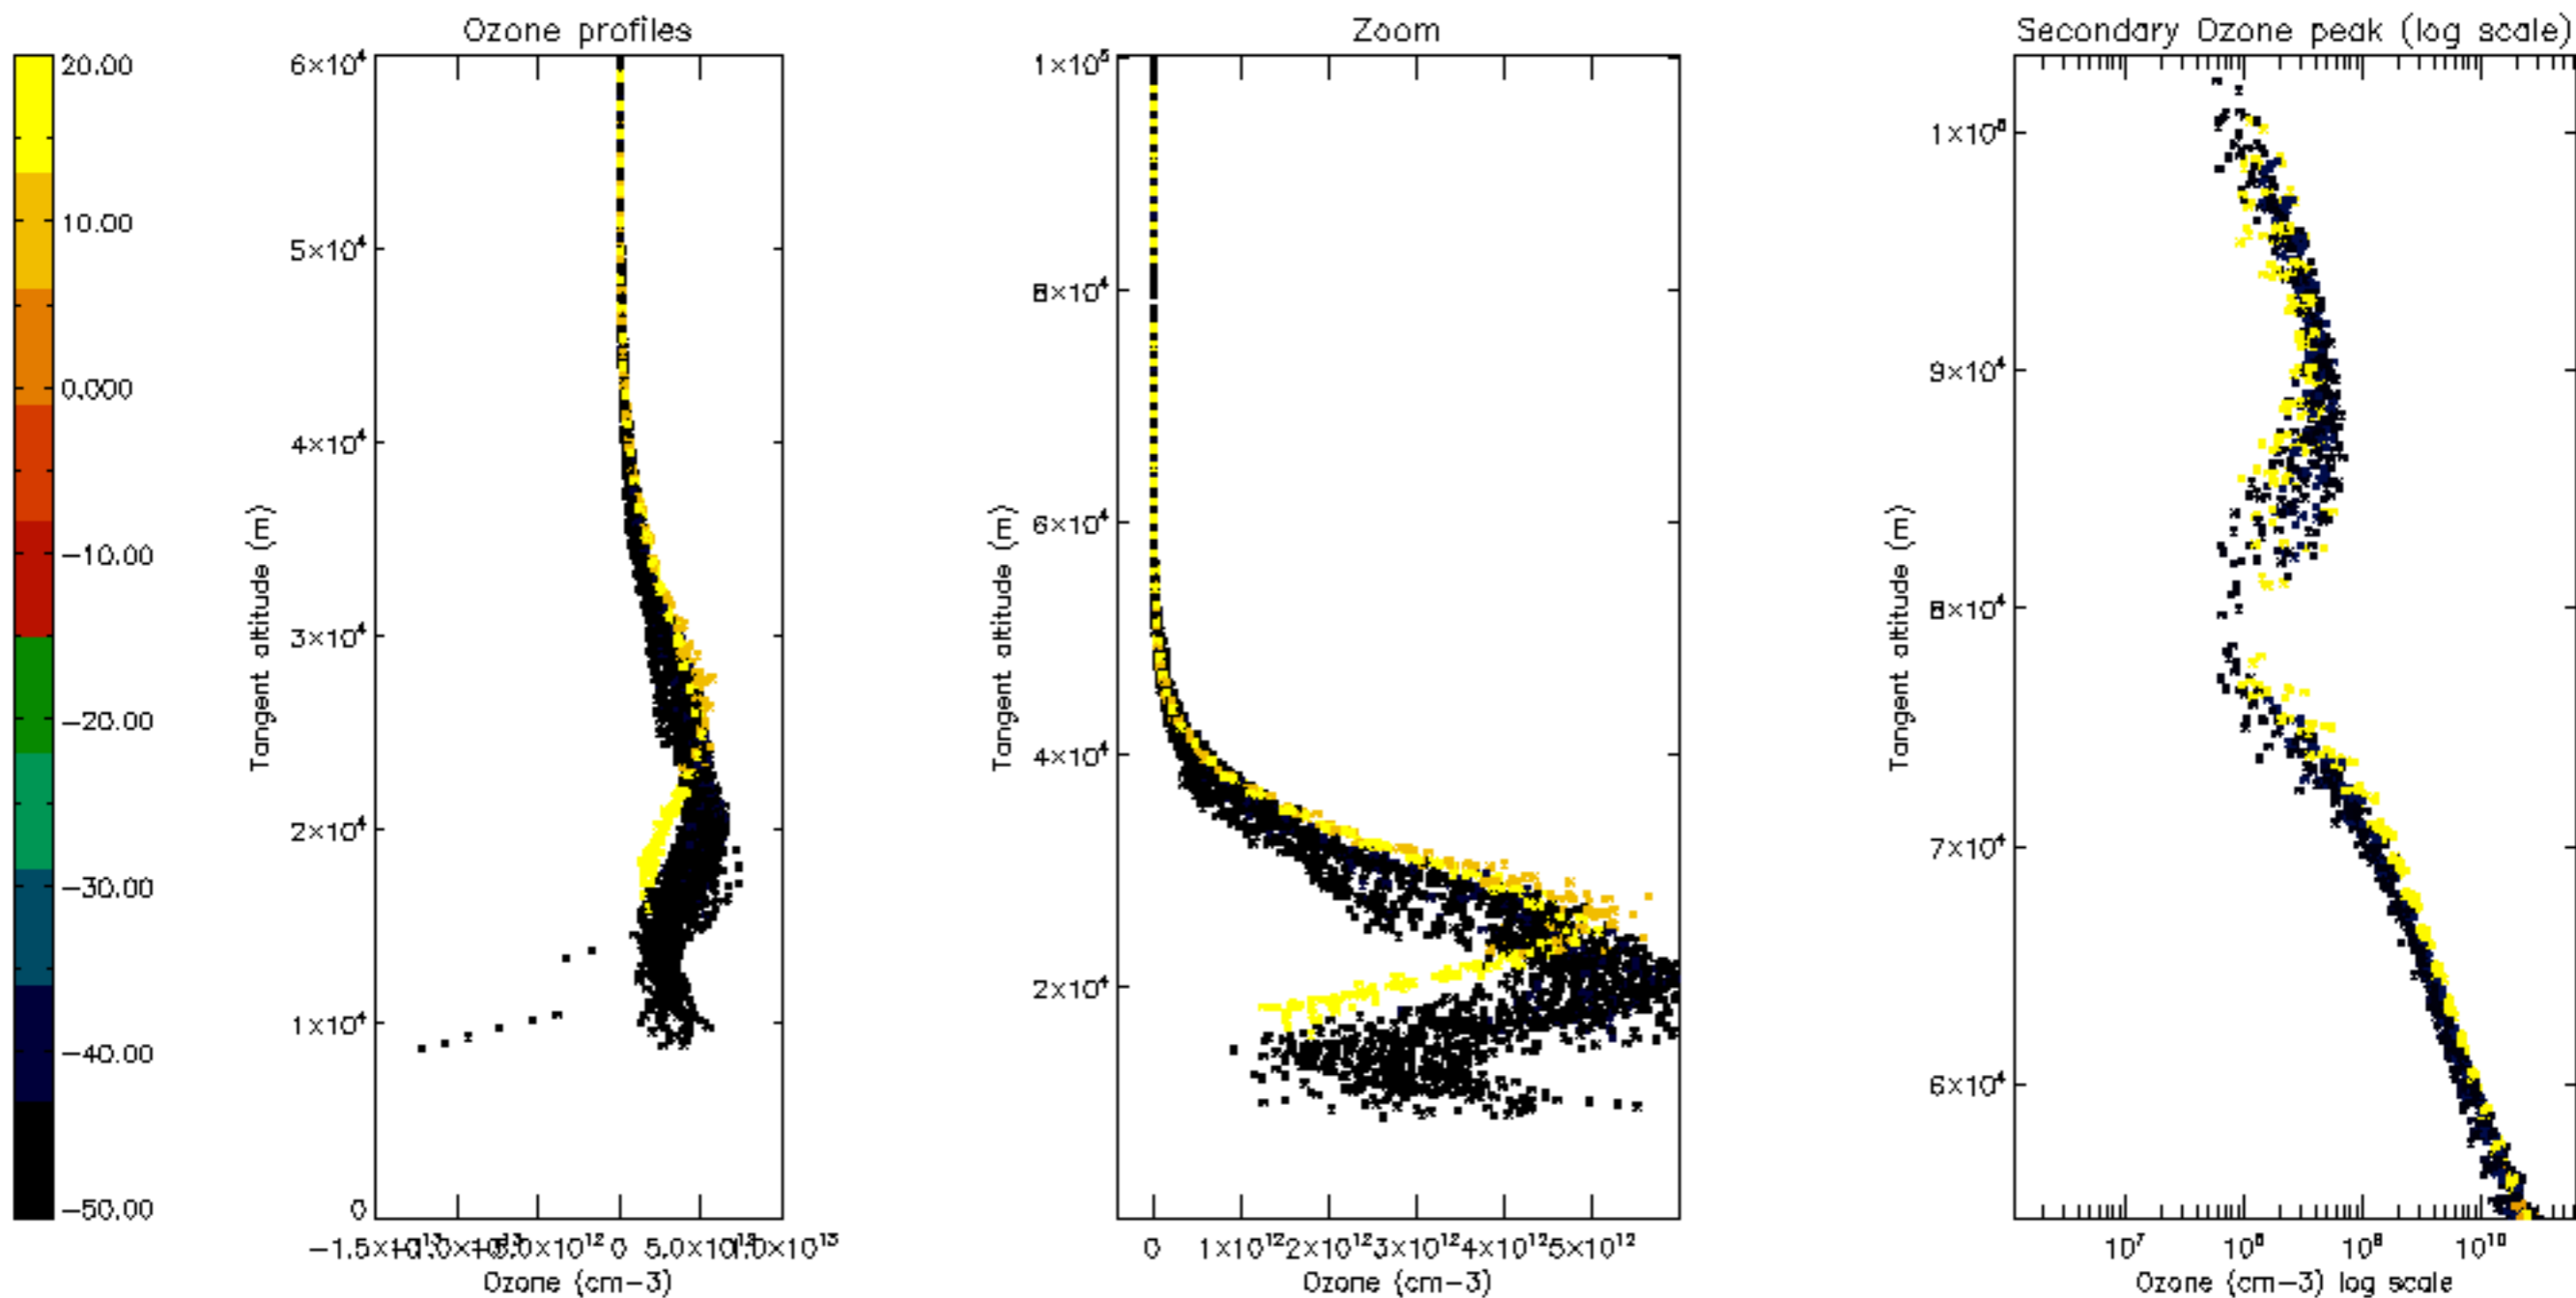 Ozone profiles
Zoom
Secondary Ozone peak (log scale)
20.00
10.00
0.000
−10.00
−20.00
−30.00
−40.00
−50.00
Tangent altitude (m)
6×10⁴
5×10⁴
4×10⁴
3×10⁴
2×10⁴
1×10⁴
0
0
Ozone (cm−3)
Tangent altitude (m)
1×10⁵
8×10⁴
6×10⁴
4×10⁴
2×10⁴
0 1×10¹² 2×10¹² 3×10¹² 4×10¹² 5×10¹²
Ozone (cm−3)
Tangent altitude (m)
9×10⁴
8×10⁴
7×10⁴
6×10⁴
10⁷ 10⁸ 10⁹ 10¹⁰
Ozone (cm−3) log scale